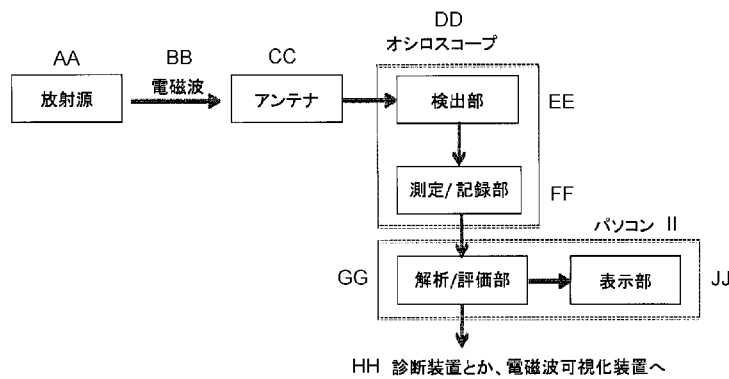 DD
オシロスコープ
AA
BB
CC
放射源
電磁波
アンテナ
検出部
EE
測定/記録部
FF
パソコン II
GG
解析/評価部
表示部
JJ
HH 診断装置とか、電磁波可視化装置へ